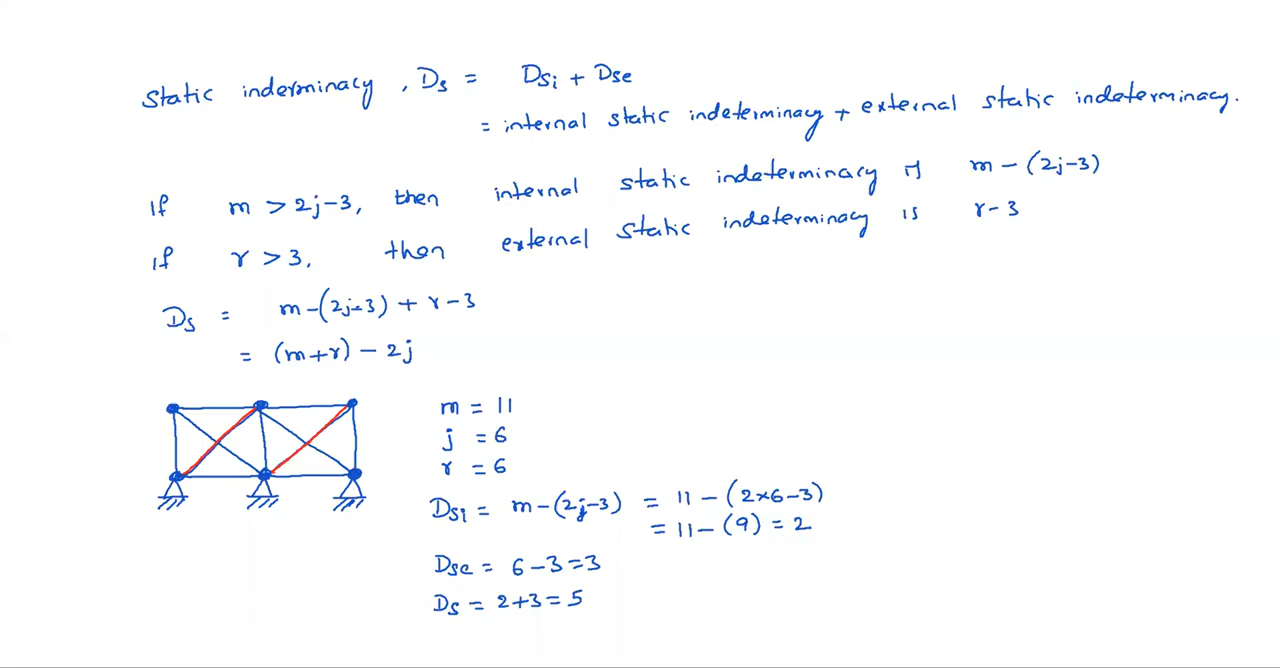 Static inderminacy, Ds = Dsi + Dse
= internal static indeterminacy + external static indeterminacy.
If m > 2j-3, then internal static indeterminacy is m - (2j-3)
if r > 3, then external static indeterminacy is r-3
Ds = m-(2j-3) + r-3
= (m+r) - 2j
m = 11
j = 6
r = 6
Dsi = m-(2j-3) = 11 - (2×6-3)
= 11- (9) = 2
Dse = 6-3=3
Ds = 2+3=5